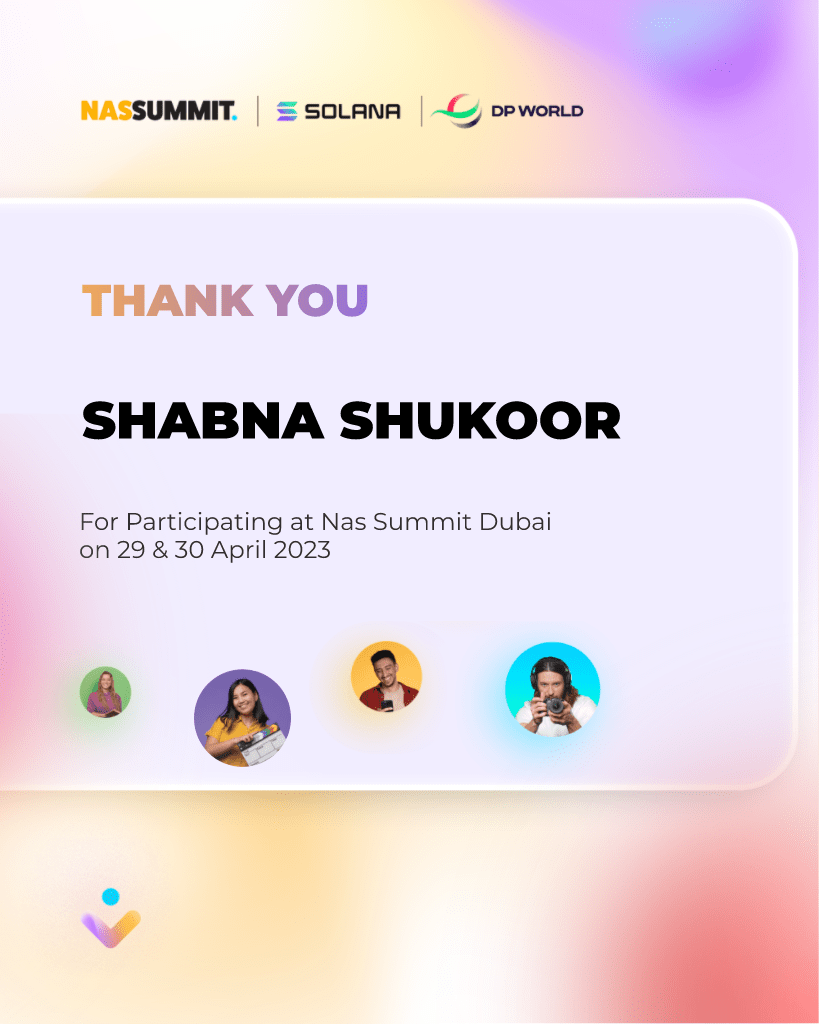 NASSUMMIT. | SOLANA | DP WORLD
THANK YOU
SHABNA SHUKOOR
For Participating at Nas Summit Dubai
on 29 & 30 April 2023